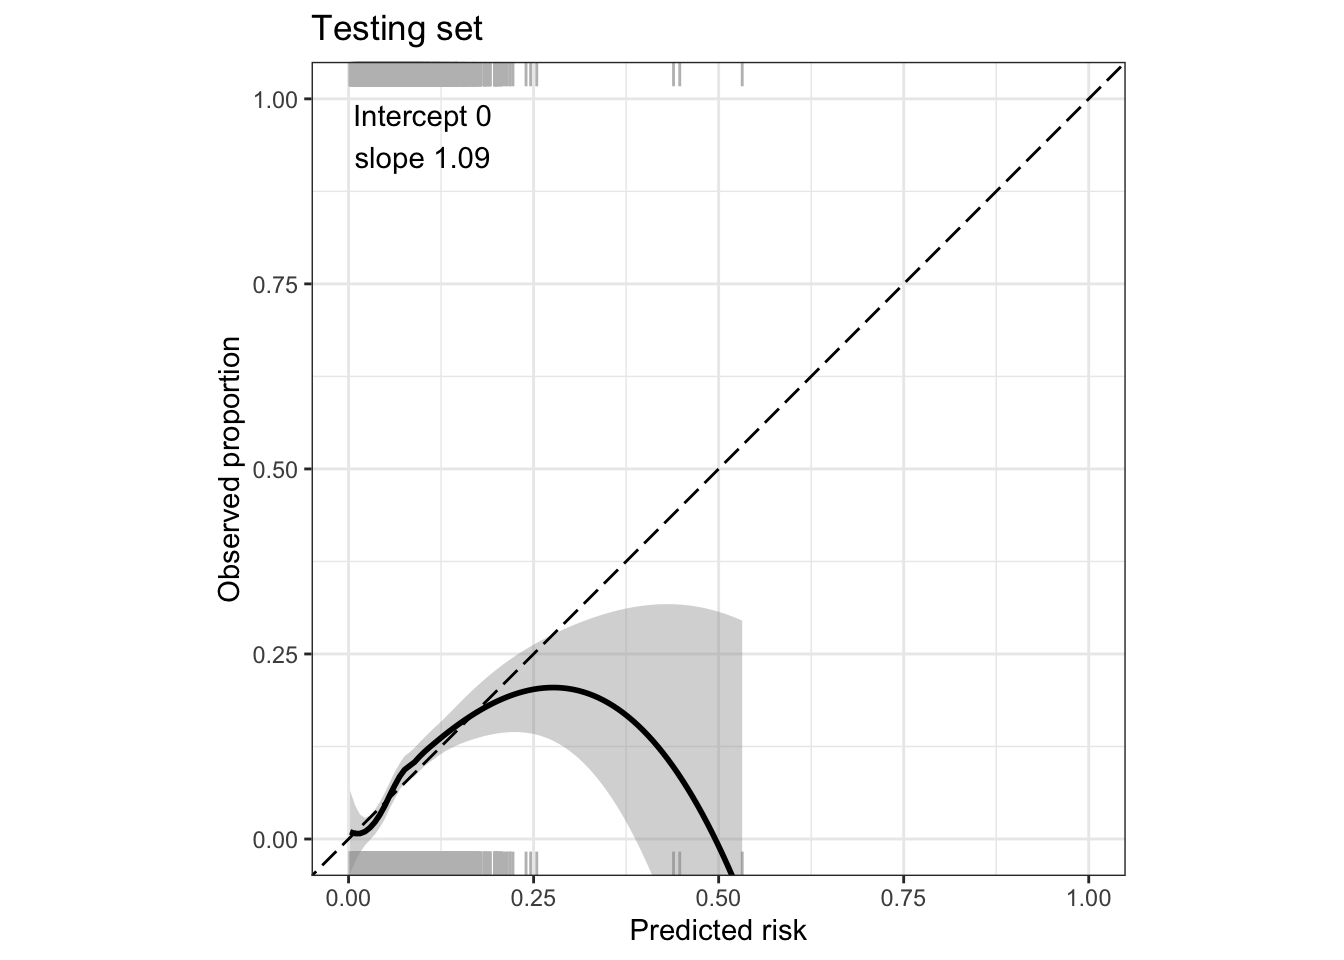 Testing set
Intercept 0
slope 1.09
1.00
0.75
0.50
0.25
0.00
Observed proportion
0.00 0.25 0.50 0.75 1.00
Predicted risk